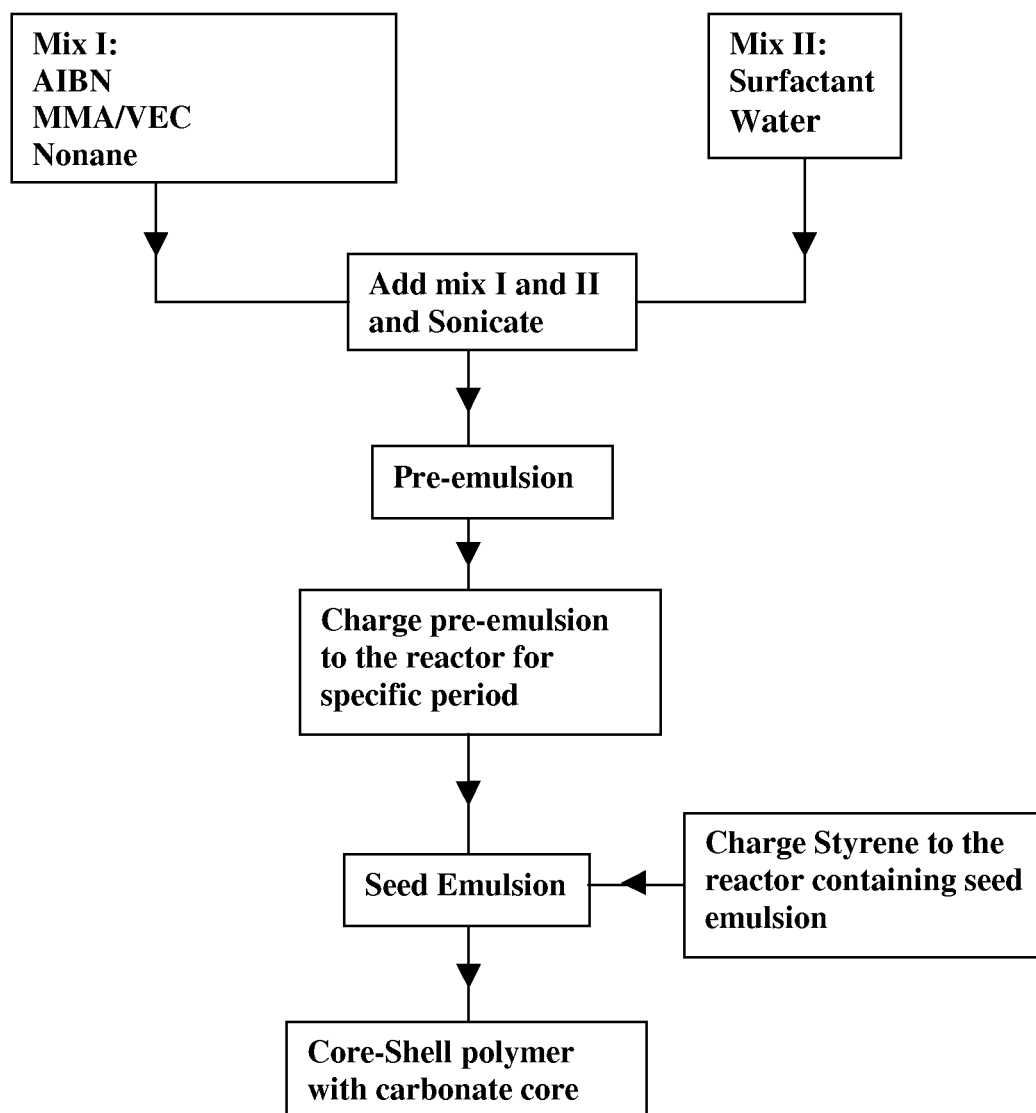 Mix I:
AIBN
MMA/VEC
Nonane
Mix II:
Surfactant
Water
Add mix I and II
and Sonicate
Pre-emulsion
Charge pre-emulsion
to the reactor for
specific period
Seed Emulsion
Charge Styrene to the
reactor containing seed
emulsion
Core-Shell polymer
with carbonate core